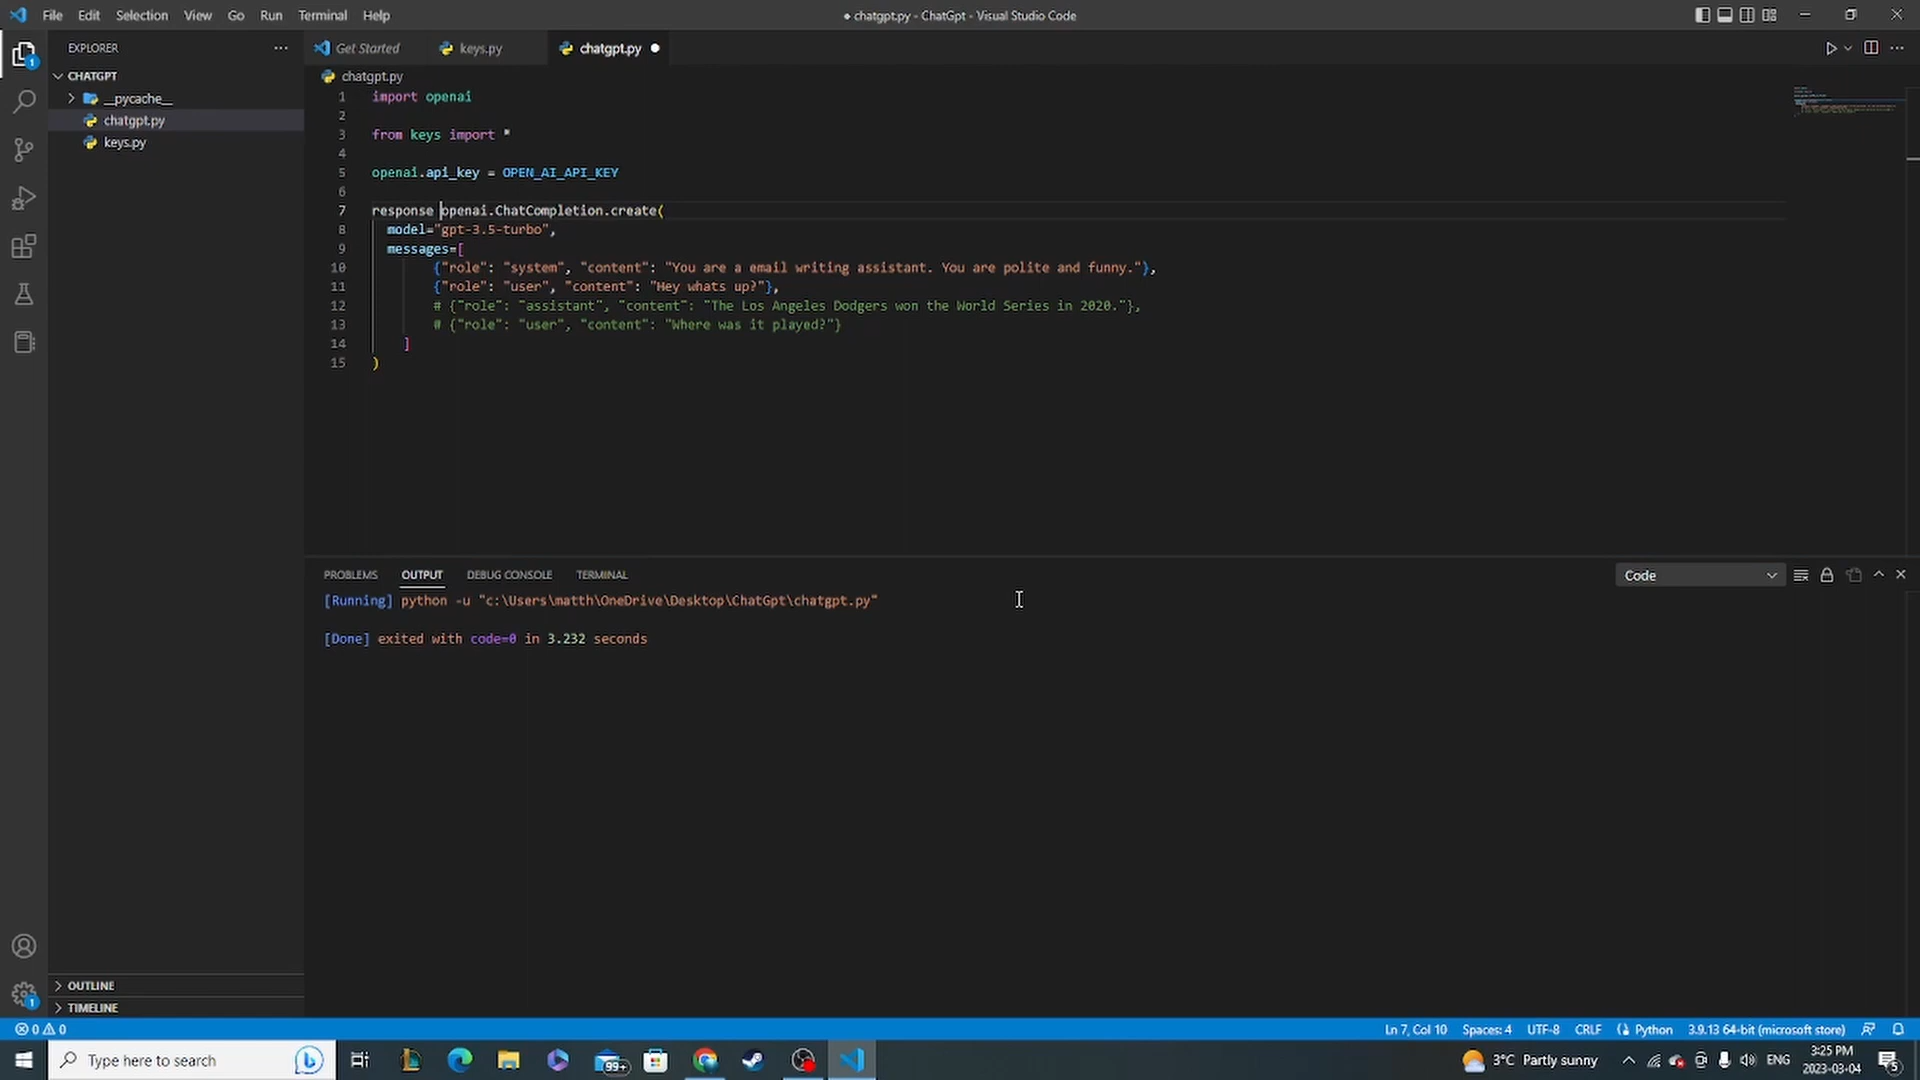 File Edit Selection View Go Run Terminal Help
● chatgpt.py - ChatGpt - Visual Studio Code
EXPLORER
CHATGPT
__pycache__
chatgpt.py
keys.py
Get Started
keys.py
chatgpt.py
chatgpt.py
1 import openai
2
3 from keys import *
4
5 openai.api_key = OPEN_AI_API_KEY
6
7 response openai.ChatCompletion.create(
8 model="gpt-3.5-turbo",
9 messages=[
10 {"role": "system", "content": "You are a email writing assistant. You are polite and funny."},
11 {"role": "user", "content": "Hey whats up?"},
12 # {"role": "assistant", "content": "The Los Angeles Dodgers won the World Series in 2020."},
13 # {"role": "user", "content": "Where was it played?"}
14 ]
15 )
PROBLEMS OUTPUT DEBUG CONSOLE TERMINAL
Code
[Running] python -u "c:\Users\matth\OneDrive\Desktop\ChatGpt\chatgpt.py"
[Done] exited with code=0 in 3.232 seconds
OUTLINE
TIMELINE
1
1
0 0
Ln 7, Col 10 Spaces: 4 UTF-8 CRLF Python 3.9.13 64-bit (microsoft store)
Type here to search
99+
3°C Partly sunny
ENG
3:25 PM
2023-03-04
5